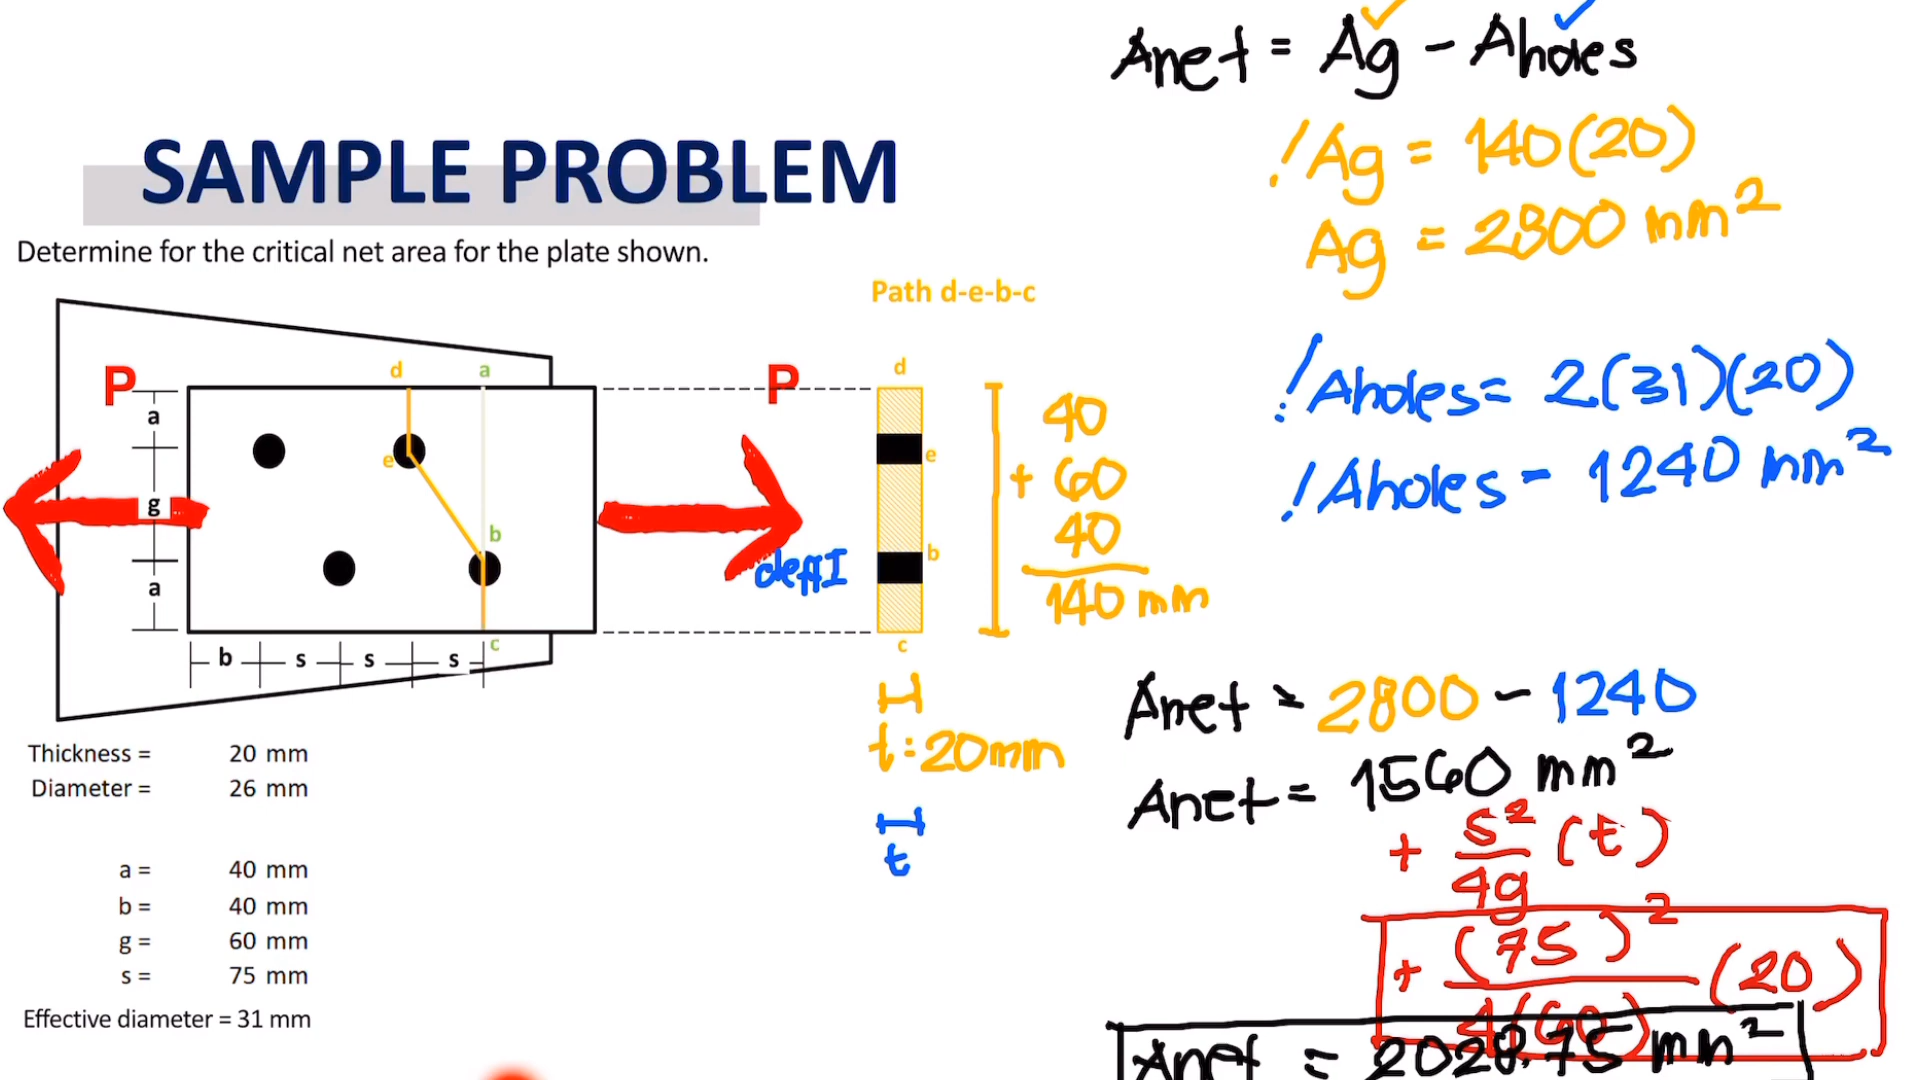 SAMPLE PROBLEM
Determine for the critical net area for the plate shown.
P
P
d
a
a
e
g
b
a
c
b
s
s
s
Path d-e-b-c
d
e
b
c
deff
40
+ 60
40
140 mm
t = 20mm
t
Thickness = 20 mm
Diameter = 26 mm
a = 40 mm
b = 40 mm
g = 60 mm
s = 75 mm
Effective diameter = 31 mm
Anet = Ag - Aholes
! Ag = 140(20)
Ag = 2800 mm²
! Aholes = 2(31)(20)
! Aholes = 1240 mm²
Anet = 2800 - 1240
Anet = 1560 mm²
+ s²/4g (t)
+ (75)²/4(60) (20)
Anet = 2028.75 mm²